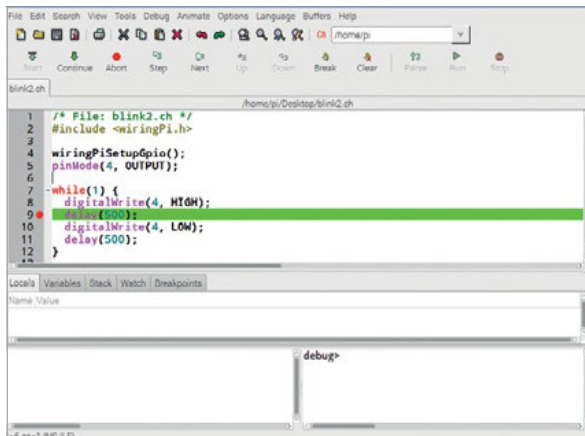 File Edit Search View Tools Debug Animate Options Language Buffers Help
Ch /home/pi
Start Continue Abort Step Next Up Down Break Clear Parse Run Stop
blink2.ch
/home/pi/Desktop/blink2.ch
1 /* File: blink2.ch */
2 #include <wiringPi.h>
3
4 wiringPiSetupGpio();
5 pinMode(4, OUTPUT);
6
7 while(1) {
8 digitalWrite(4, HIGH);
9 delay(500);
10 digitalWrite(4, LOW);
11 delay(500);
12 }
Locals Variables Stack Watch Breakpoints
Name Value
debug>